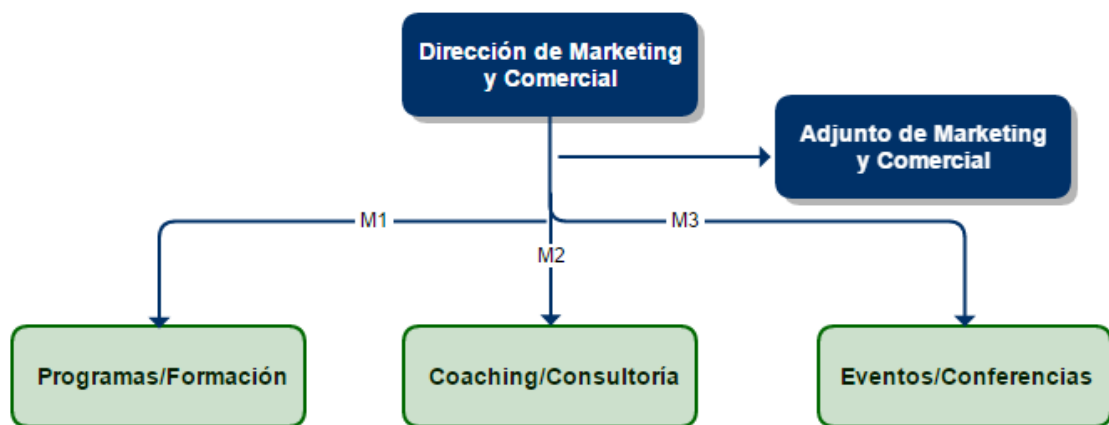 Dirección de Marketing
y Comercial
Adjunto de Marketing
y Comercial
M1
M3
M2
Programas/Formación
Coaching/Consultoría
Eventos/Conferencias